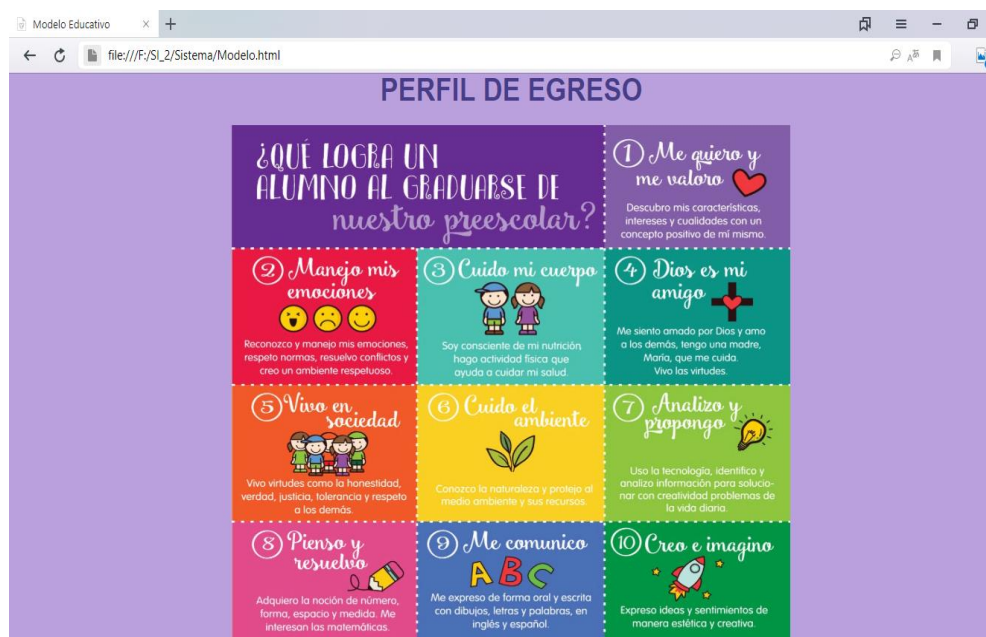 Modelo Educativo
file:///F:/SI_2/Sistema/Modelo.html
PERFIL DE EGRESO
¿QUÉ LOGRA UN
ALUMNO AL GRADUARSE DE
nuestro preescolar?
1 Me quiero y
me valoro
Descubro mis características,
intereses y cualidades con un
concepto positivo de mí mismo.
2 Manejo mis
emociones
Reconozco y manejo mis emociones,
respeto normas, resuelvo conflictos y
creo un ambiente respetuoso.
3 Cuido mi cuerpo
Soy consciente de mi nutrición,
hago actividad física que
ayuda a cuidar mi salud.
4 Dios es mi
amigo
Me siento amado por Dios y amo
a los demás, tengo una madre,
María, que me cuida.
Vivo las virtudes.
5 Vivo en
sociedad
Vivo virtudes como la honestidad,
verdad, justicia, tolerancia y respeto
a los demás.
6 Cuido el
ambiente
Conozco la naturaleza y protejo al
medio ambiente y sus recursos.
7 Analizo y
propongo
Uso la tecnología, identifico y
analizo información para solucio-
nar con creatividad problemas de
la vida diaria.
8 Pienso y
resuelvo
Adquiero la noción de número,
forma, espacio y medida. Me
interesan las matemáticas.
9 Me comunico
ABC
Me expreso de forma oral y escrita
con dibujos, letras y palabras, en
inglés y español.
10 Creo e imagino
Expreso ideas y sentimientos de
manera estética y creativa.